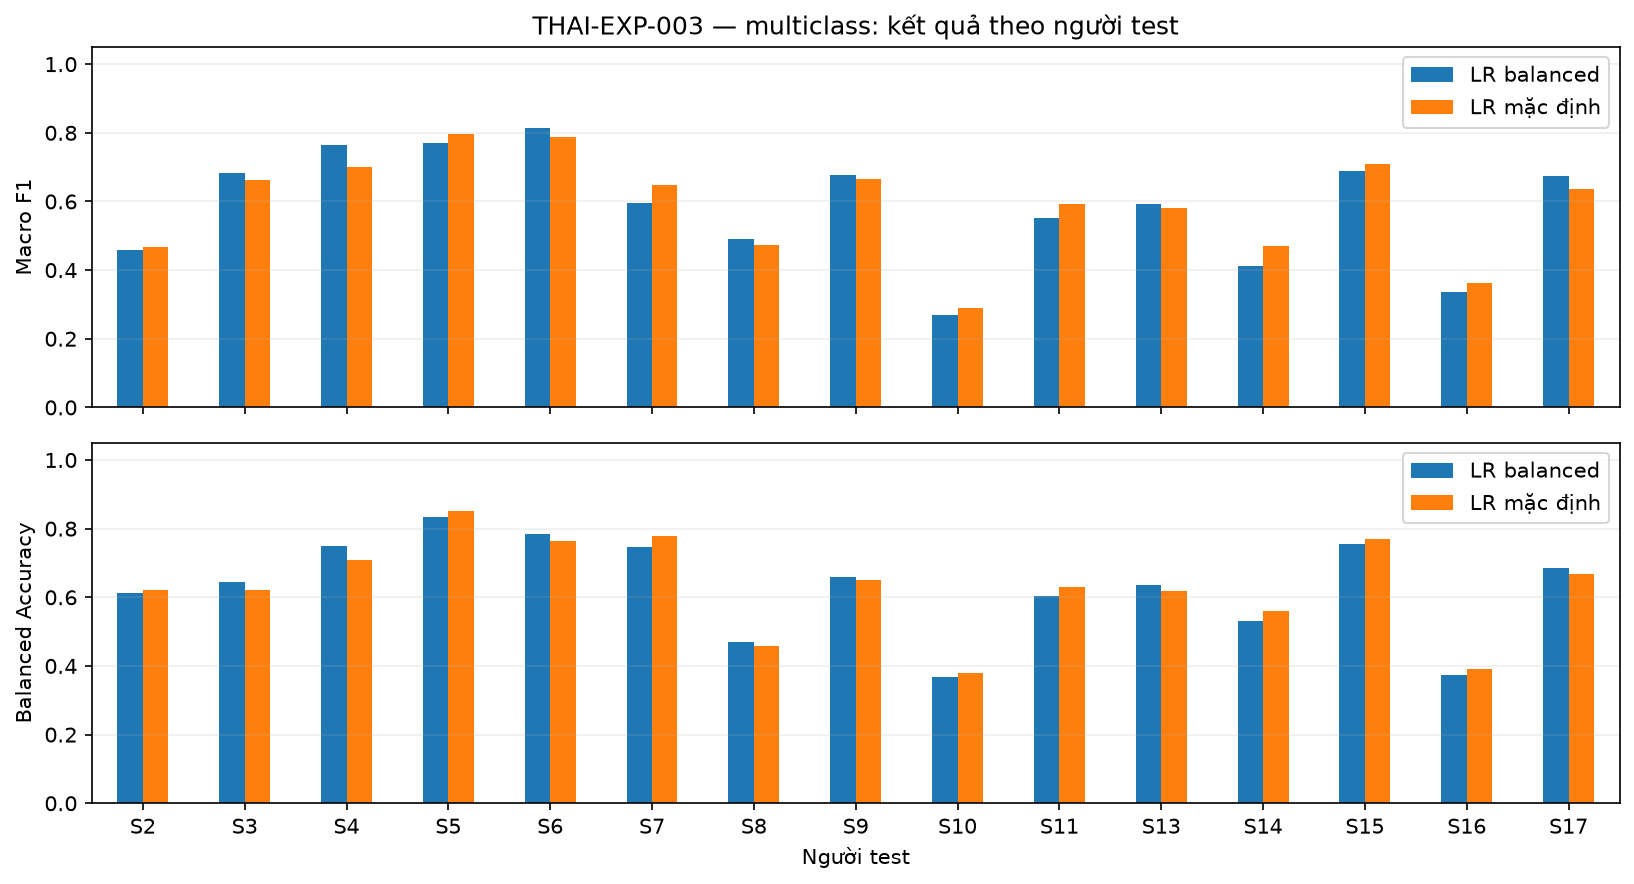 THAI-EXP-003 — multiclass: kết quả theo người test
Macro F1
1.0
0.8
0.6
0.4
0.2
0.0
LR balanced
LR mặc định
Balanced Accuracy
1.0
0.8
0.6
0.4
0.2
0.0
LR balanced
LR mặc định
S2 S3 S4 S5 S6 S7 S8 S9 S10 S11 S13 S14 S15 S16 S17
Người test